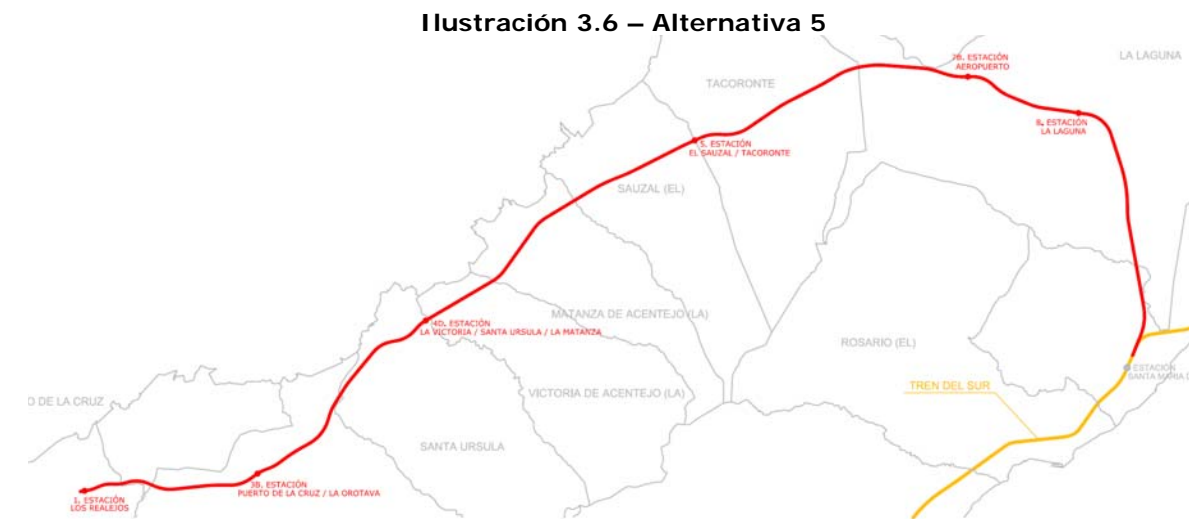 Ilustración 3.6 – Alternativa 5
7B. ESTACIÓN
AEROPUERTO
LA LAGUNA
TACORONTE
8. ESTACIÓN
LA LAGUNA
5. ESTACIÓN
EL SAUZAL / TACORONTE
SAUZAL (EL)
4D. ESTACIÓN
LA VICTORIA / SANTA URSULA / LA MATANZA
MATANZA DE ACENTEJO (LA)
ROSARIO (EL)
ESTACIÓN
SANTA MARIA D
TREN DEL SUR
VICTORIA DE ACENTEJO (LA)
O DE LA CRUZ
SANTA URSULA
3B. ESTACIÓN
PUERTO DE LA CRUZ / LA OROTAVA
1. ESTACIÓN
LOS REALEJOS